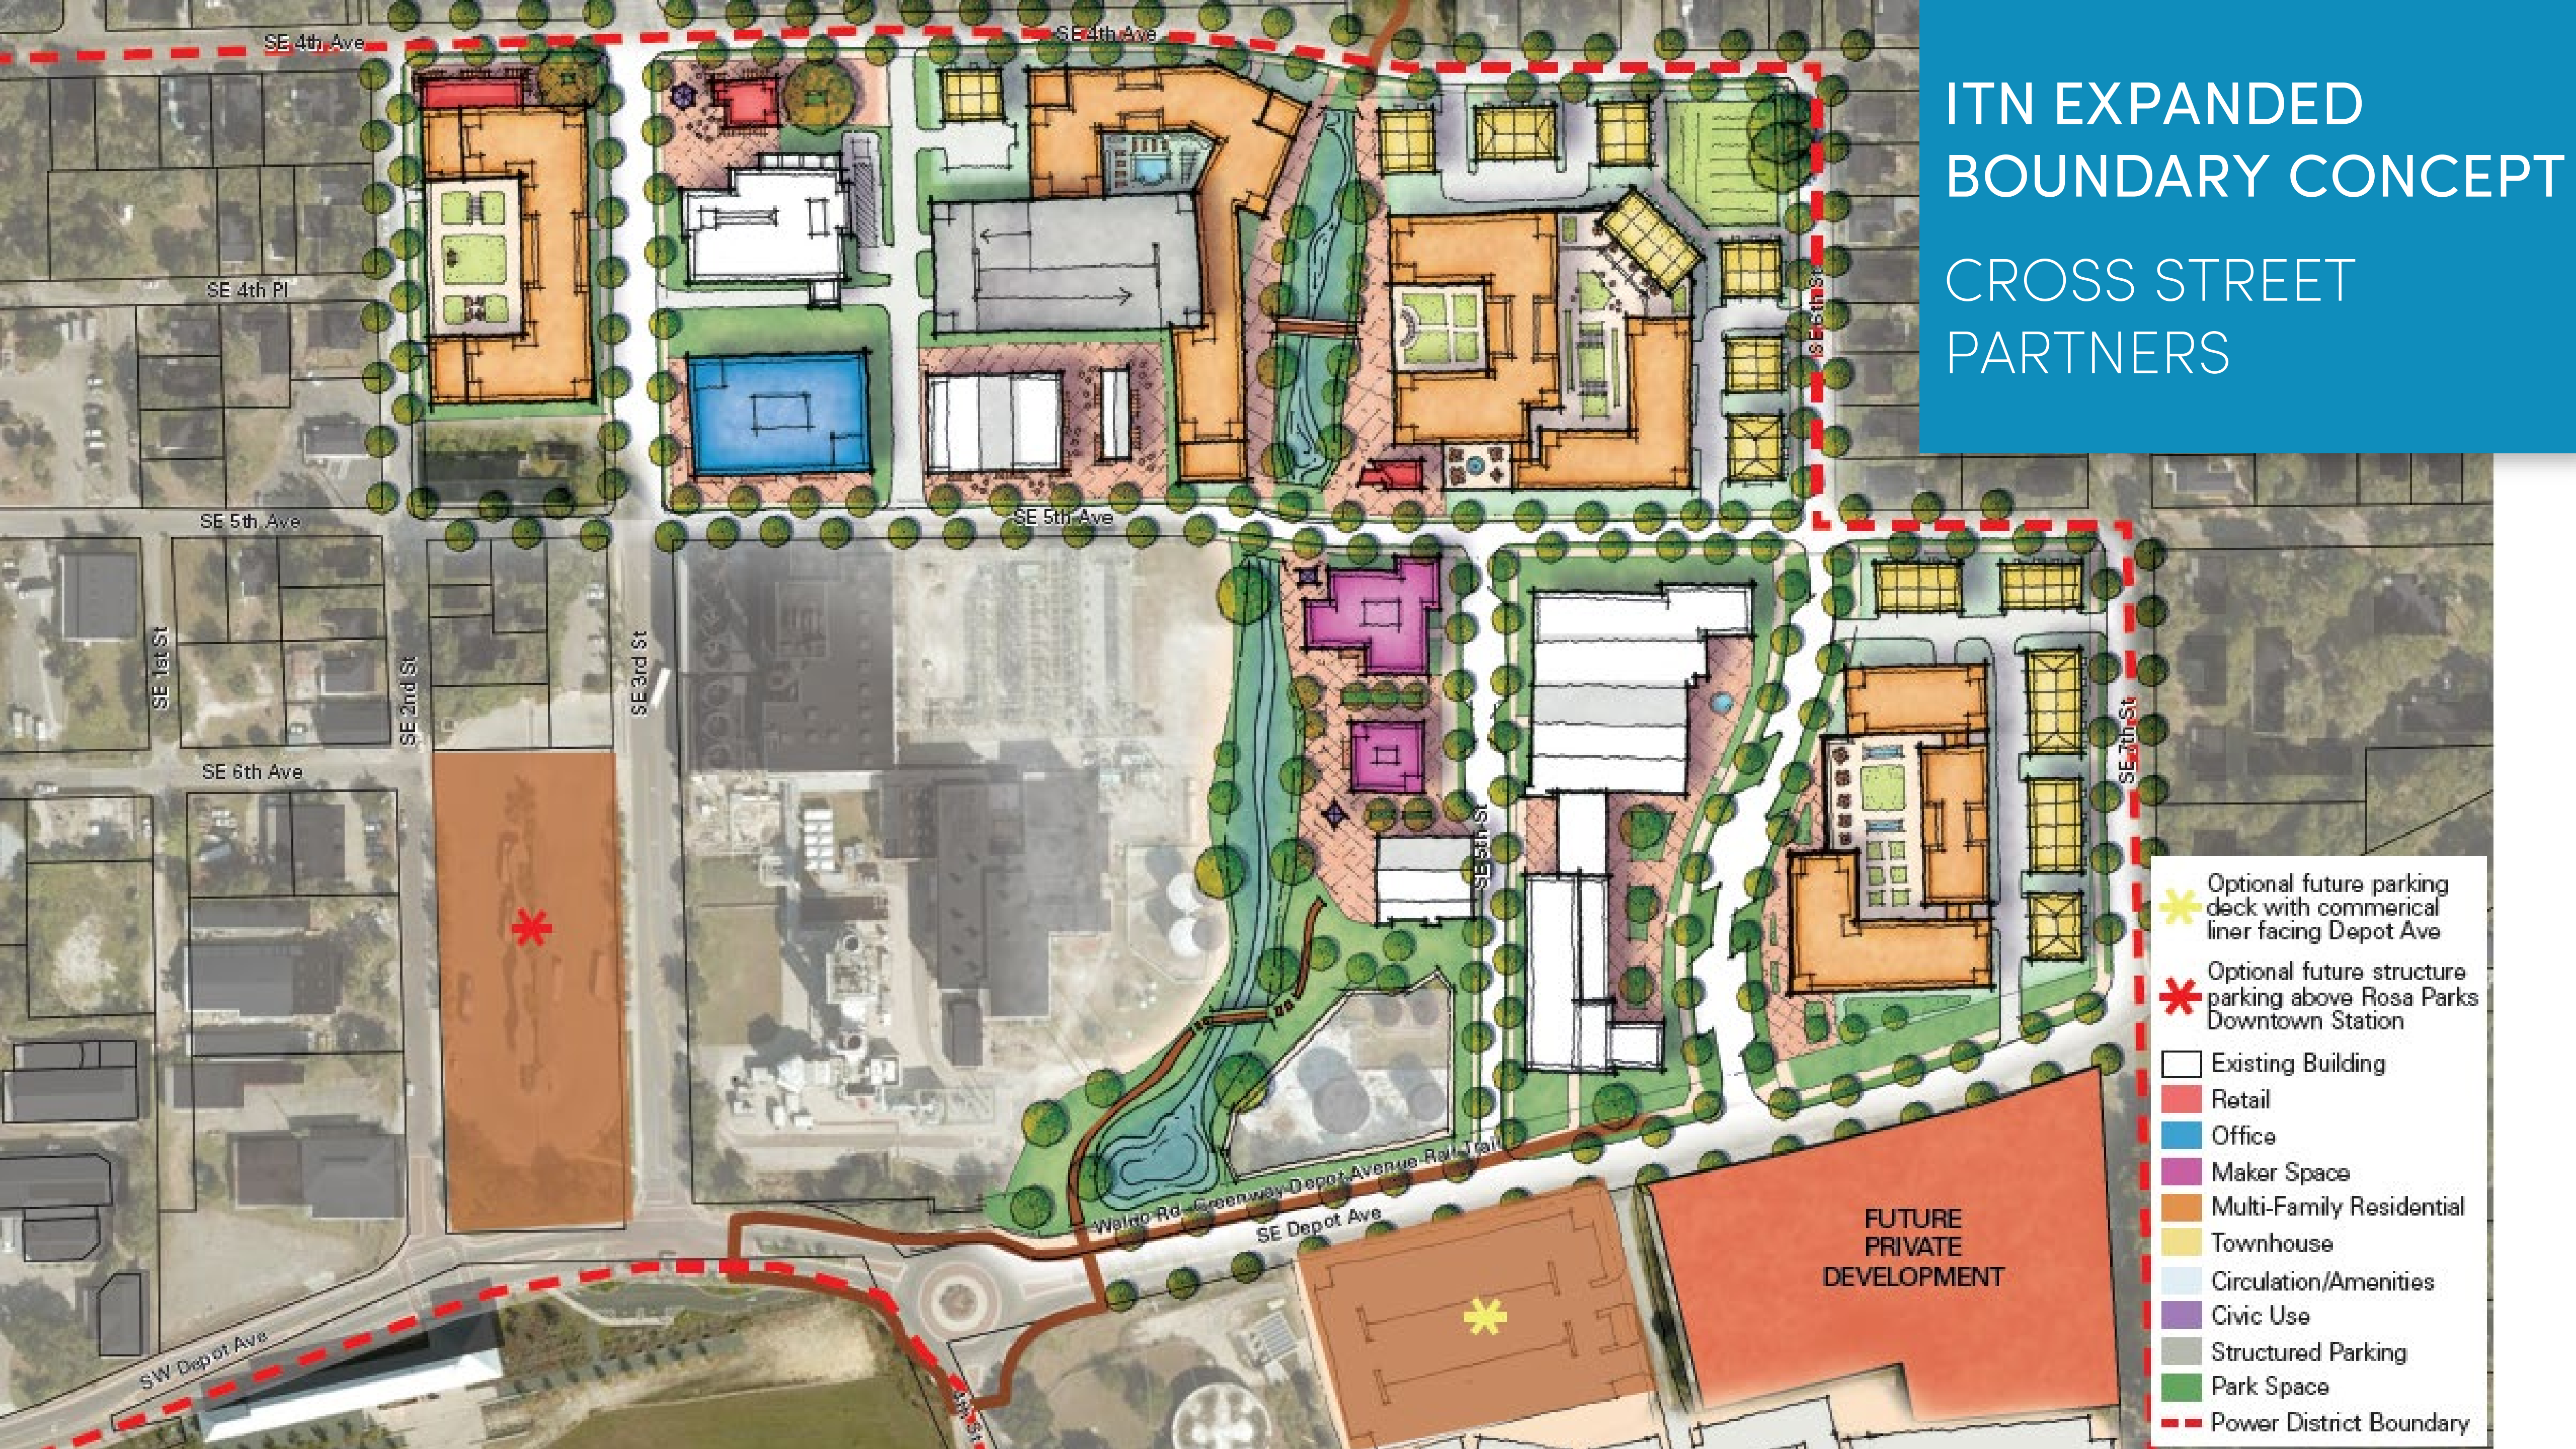 ITN EXPANDED
BOUNDARY CONCEPT
CROSS STREET
PARTNERS
SE 4th Ave
SE 4th Ave
SE 4th Pl
SE 6th St
SE 5th Ave
SE 5th Ave
SE 1st St
SE 2nd St
SE 3rd St
SE 5th St
SE 7th St
SE 6th Ave
Waldo Rd. Greenway Depot Avenue Rail Trail
SE Depot Ave
SW Depot Ave
4th St
FUTURE
PRIVATE
DEVELOPMENT
Optional future parking
deck with commerical
liner facing Depot Ave
Optional future structure
parking above Rosa Parks
Downtown Station
Existing Building
Retail
Office
Maker Space
Multi-Family Residential
Townhouse
Circulation/Amenities
Civic Use
Structured Parking
Park Space
Power District Boundary